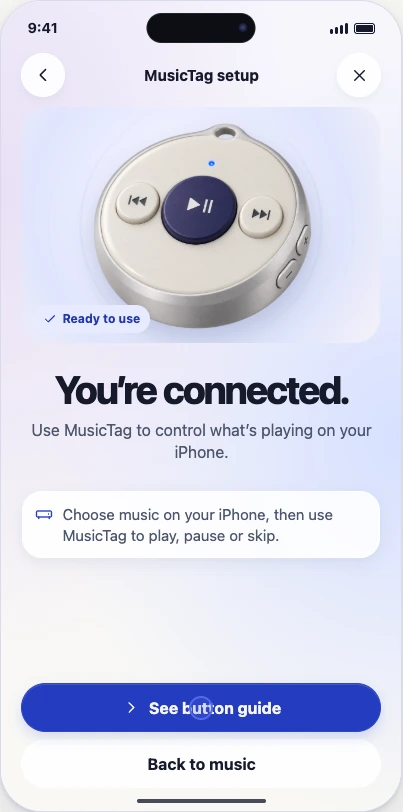 9:41
MusicTag setup
Ready to use
You're connected.
Use MusicTag to control what's playing on your
iPhone.
Choose music on your iPhone, then use
MusicTag to play, pause or skip.
See button guide
Back to music